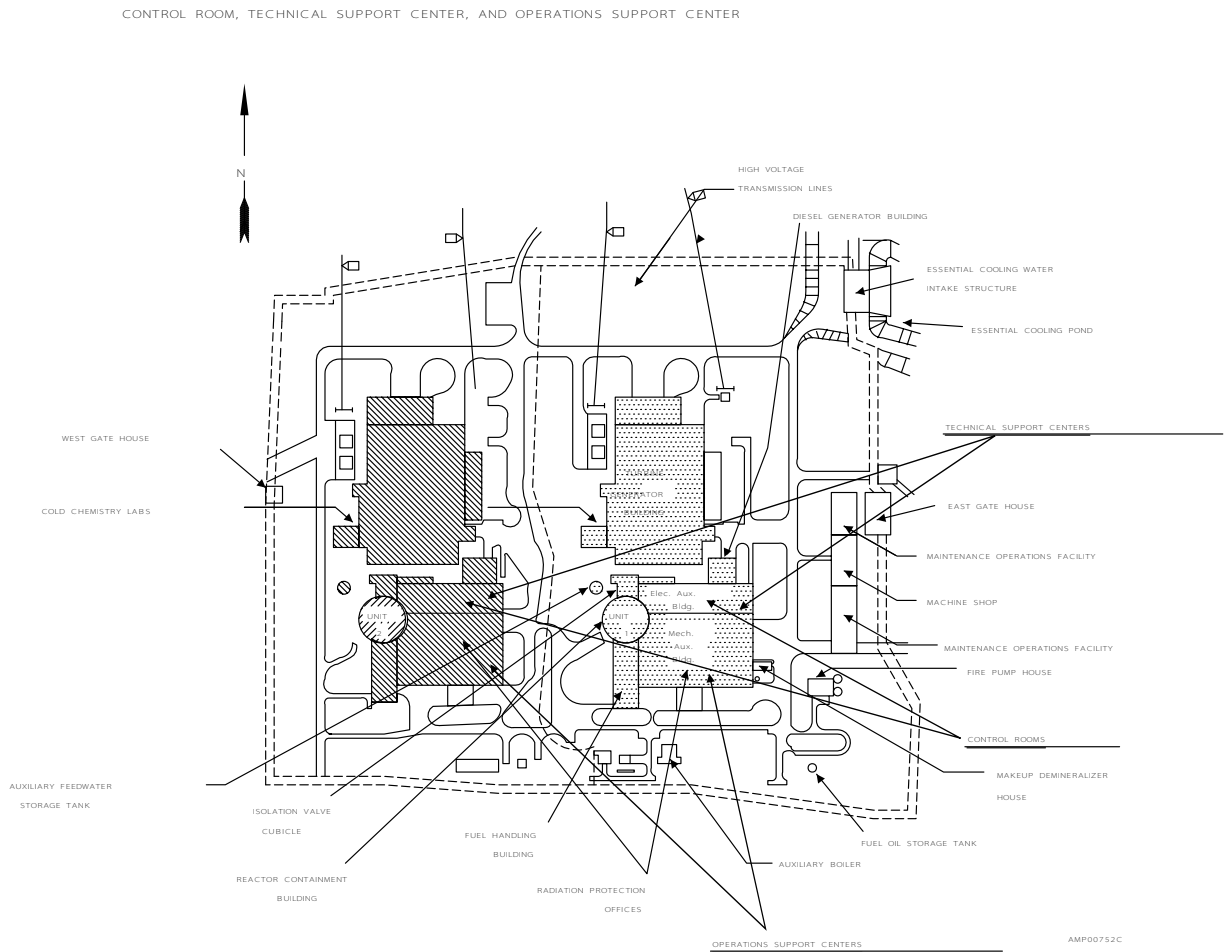 CONTROL ROOM, TECHNICAL SUPPORT CENTER, AND OPERATIONS SUPPORT CENTER
N
HIGH VOLTAGE
TRANSMISSION LINES
DIESEL GENERATOR BUILDING
ESSENTIAL COOLING WATER
INTAKE STRUCTURE
ESSENTIAL COOLING POND
TECHNICAL SUPPORT CENTERS
WEST GATE HOUSE
TURBINE
GENERATOR
BUILDING
COLD CHEMISTRY LABS
EAST GATE HOUSE
MAINTENANCE OPERATIONS FACILITY
MACHINE SHOP
Elec. Aux.
Bldg.
UNIT
2
UNIT
1
Mech.
Aux.
Bldg.
MAINTENANCE OPERATIONS FACILITY
FIRE PUMP HOUSE
CONTROL ROOMS
MAKEUP DEMINERALIZER
HOUSE
AUXILIARY FEEDWATER
STORAGE TANK
ISOLATION VALVE
CUBICLE
FUEL HANDLING
BUILDING
FUEL OIL STORAGE TANK
AUXILIARY BOILER
REACTOR CONTAINMENT
BUILDING
RADIATION PROTECTION
OFFICES
OPERATIONS SUPPORT CENTERS
AMP00752C